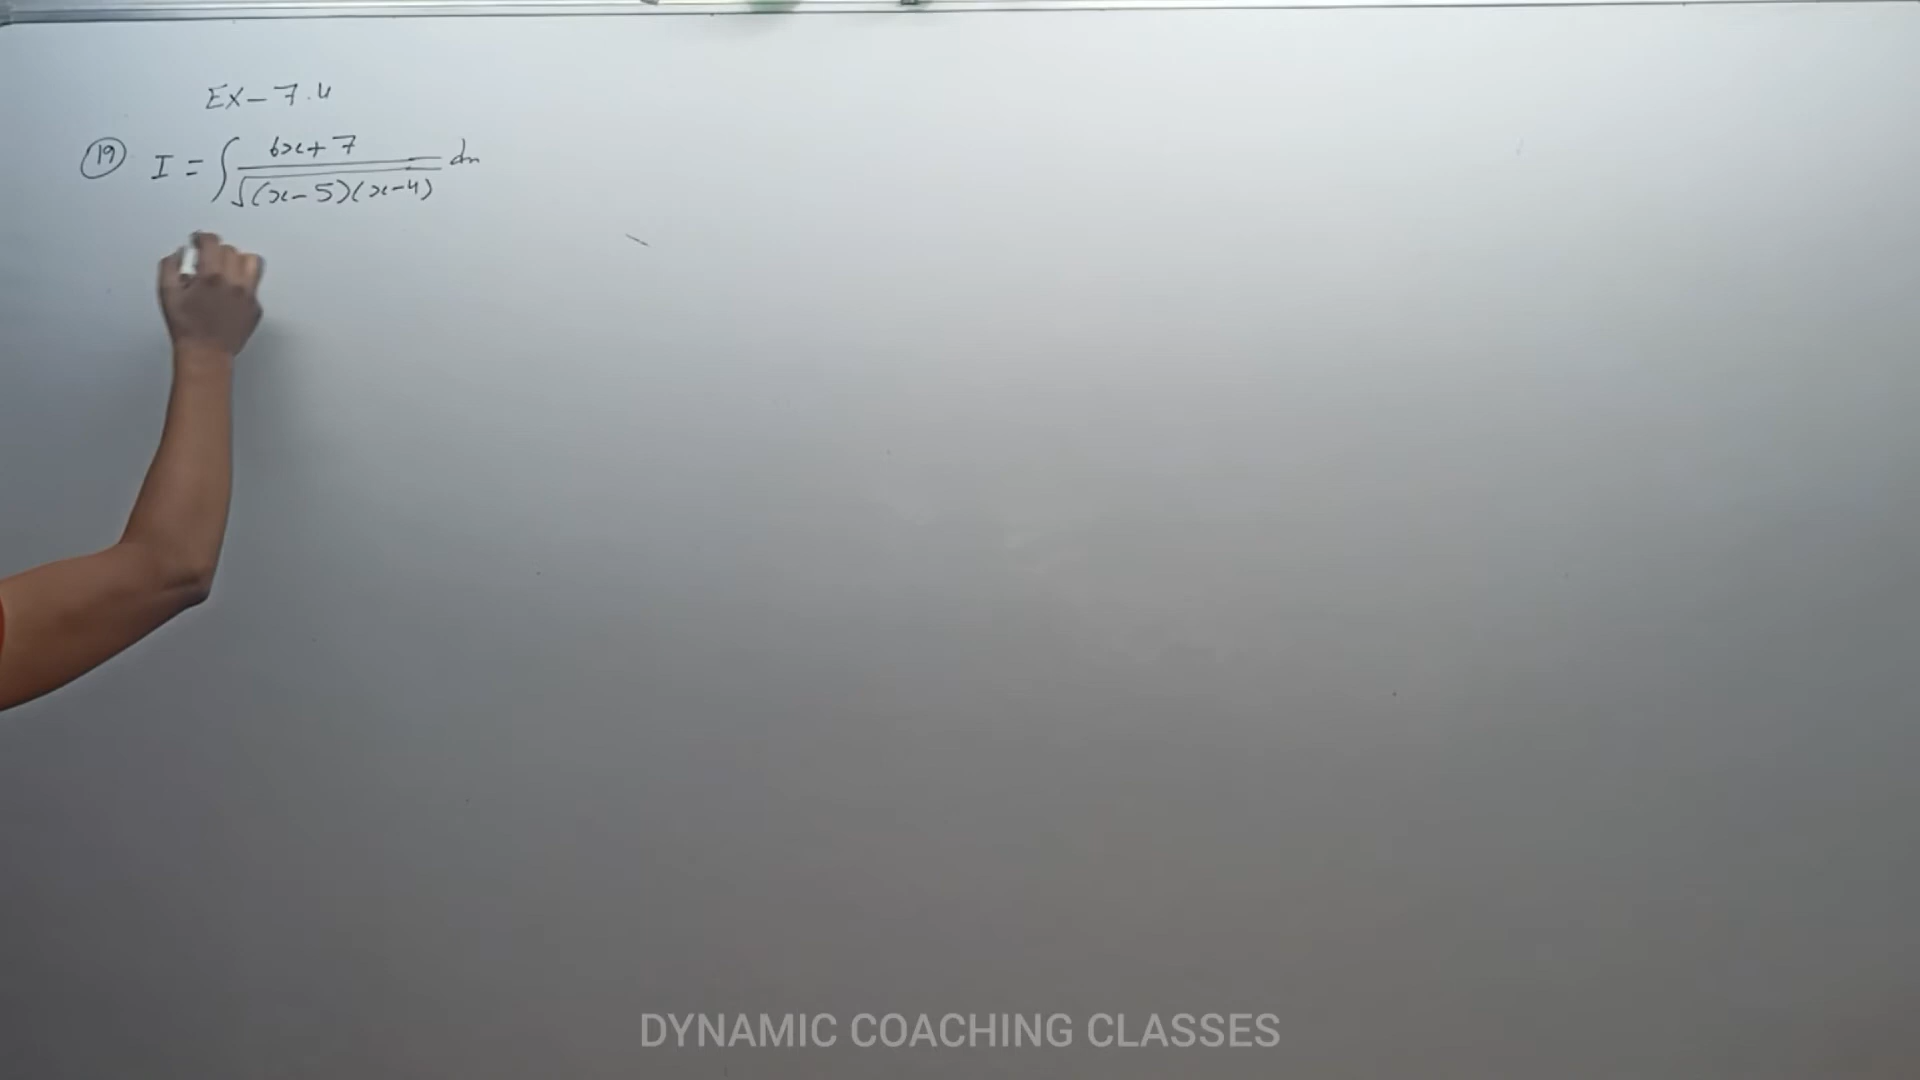 EX-7.4
(19) I = ∫ (6x+7)/√((x-5)(x-4)) dx
DYNAMIC COACHING CLASSES